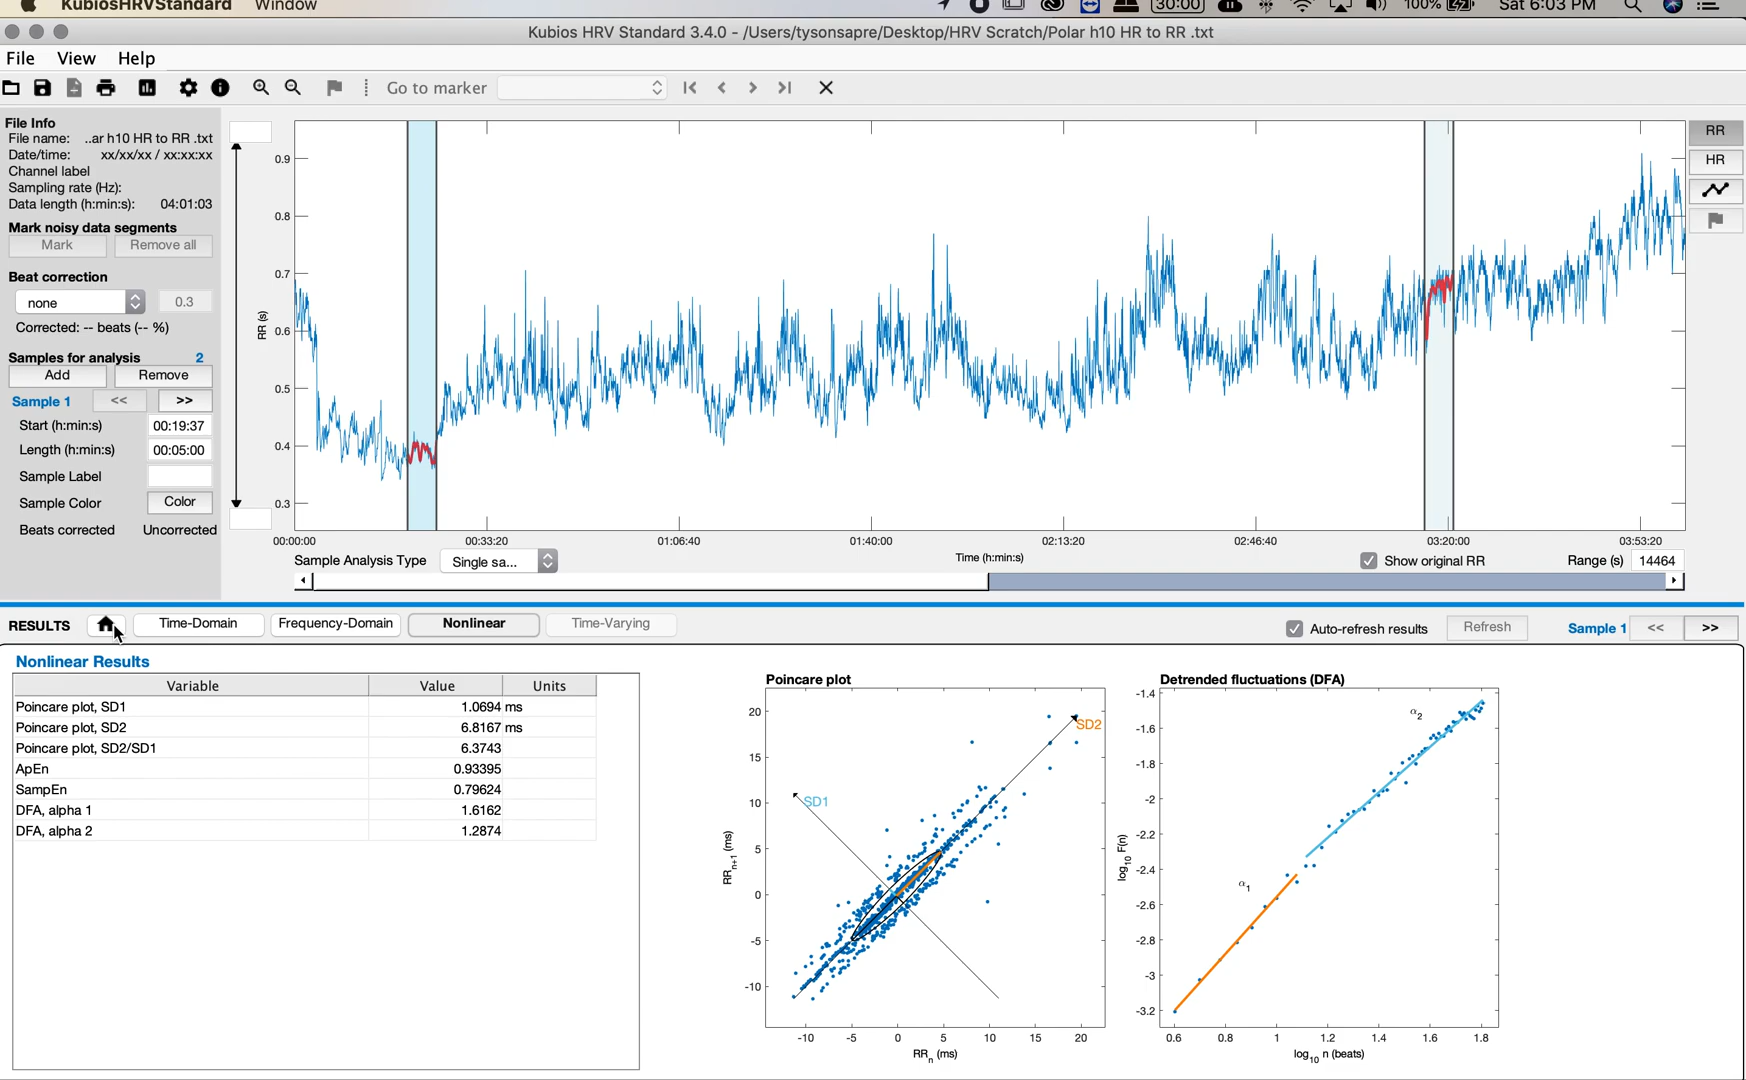 KubiosHRVStandard Window 30:00 100% Sat 6:03 PM
Kubios HRV Standard 3.4.0 - /Users/tysonsapre/Desktop/HRV Scratch/Polar h10 HR to RR .txt
File View Help
Go to marker
File Info
File name: ..ar h10 HR to RR .txt
Date/time: xx/xx/xx / xx:xx:xx
Channel label
Sampling rate (Hz):
Data length (h:min:s): 04:01:03
Mark noisy data segments
Mark Remove all
Beat correction
none 0.3
Corrected: -- beats (-- %)
Samples for analysis 2
Add Remove
Sample 1 << >>
Start (h:min:s) 00:19:37
Length (h:min:s) 00:05:00
Sample Label
Sample Color Color
Beats corrected Uncorrected
RR (s)
0.9
0.8
0.7
0.6
0.5
0.4
0.3
RR
HR
00:00:00 00:33:20 01:06:40 01:40:00 02:13:20 02:46:40 03:20:00 03:53:20
Time (h:min:s)
Sample Analysis Type Single sa... Show original RR Range (s) 14464
RESULTS Time-Domain Frequency-Domain Nonlinear Time-Varying Auto-refresh results Refresh Sample 1 << >>
Nonlinear Results
Variable Value Units
Poincare plot, SD1 1.0694 ms
Poincare plot, SD2 6.8167 ms
Poincare plot, SD2/SD1 6.3743
ApEn 0.93395
SampEn 0.79624
DFA, alpha 1 1.6162
DFA, alpha 2 1.2874
Poincare plot
20
15
10
5
0
-5
-10
SD1
SD2
RRn+1 (ms)
-10 -5 0 5 10 15 20
RRn (ms)
Detrended fluctuations (DFA)
-1.4
-1.6
-1.8
-2
-2.2
-2.4
-2.6
-2.8
-3
-3.2
α2
α1
log10 F(n)
0.6 0.8 1 1.2 1.4 1.6 1.8
log10 n (beats)